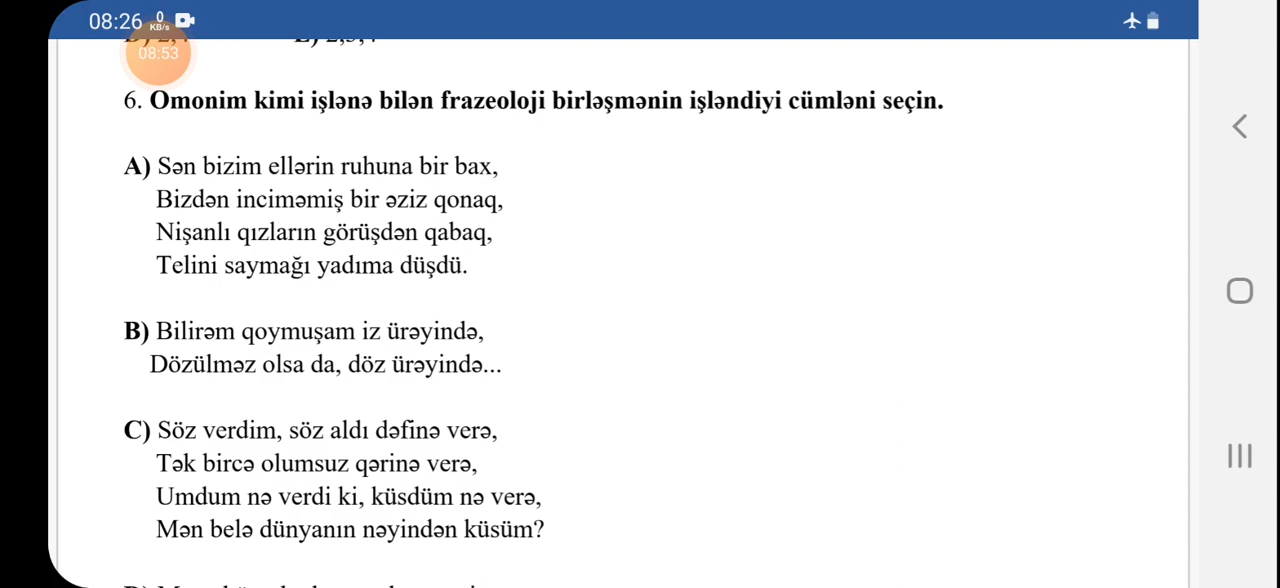 08:26 0 KB/s
08:53
6. Omonim kimi işlənə bilən frazeoloji birləşmənin işləndiyi cümləni seçin.
A) Sən bizim ellərin ruhuna bir bax,
Bizdən inciməmiş bir əziz qonaq,
Nişanlı qızların görüşdən qabaq,
Telini saymağı yadıma düşdü.
B) Bilirəm qoymuşam iz ürəyində,
Dözülməz olsa da, döz ürəyində...
C) Söz verdim, söz aldı dəfinə verə,
Tək bircə olumsuz qərinə verə,
Umdum nə verdi ki, küsdüm nə verə,
Mən belə dünyanın nəyindən küsüm?